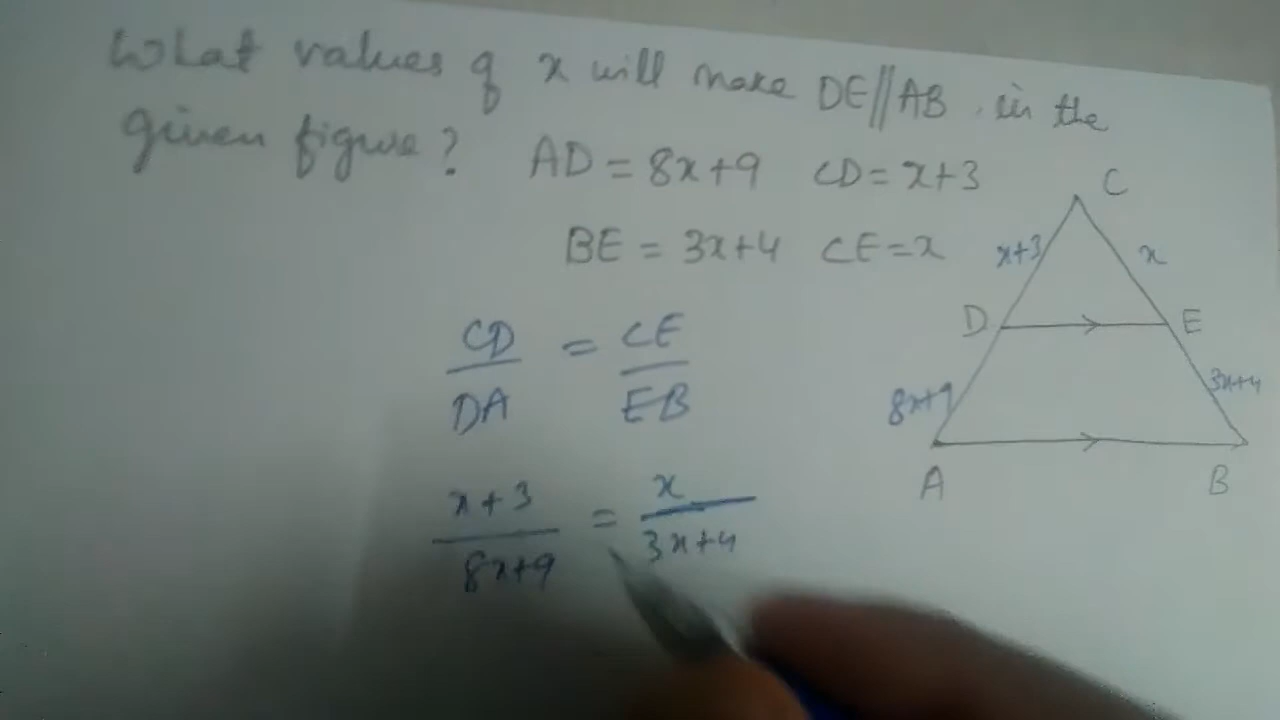 What values of x will make DE||AB in the
given figure? AD = 8x+9 CD = x+3
BE = 3x+4 CE = x
CD/DA = CE/EB
x+3/8x+9 = x/3x+4
C
x+3 x
D E
8x+9 3x+4
A B